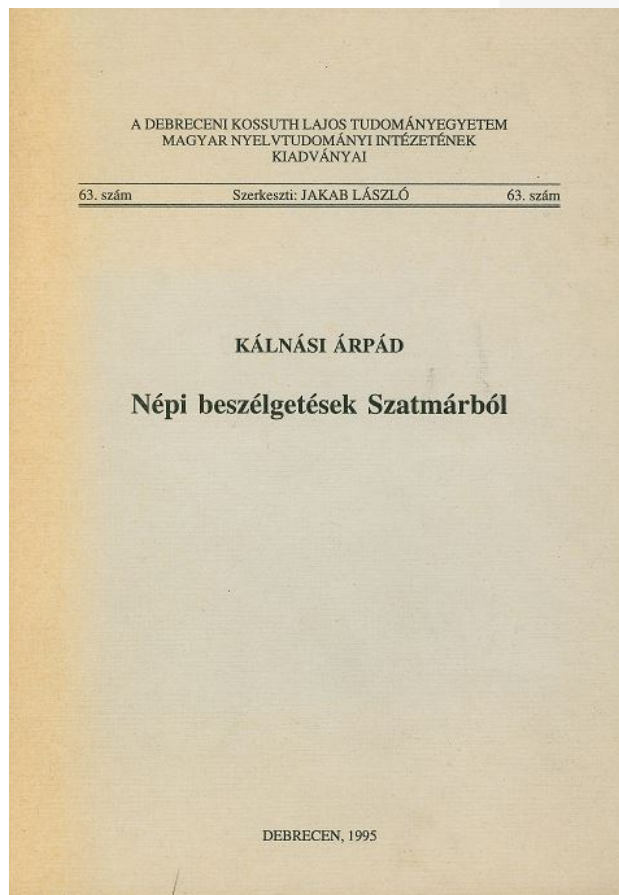 A DEBRECENI KOSSUTH LAJOS TUDOMÁNYEGYETEM
MAGYAR NYELVTUDOMÁNYI INTÉZETÉNEK
KIADVÁNYAI
63. szám Szerkeszti: JAKAB LÁSZLÓ 63. szám
KÁLNÁSI ÁRPÁD
Népi beszélgetések Szatmárból
DEBRECEN, 1995